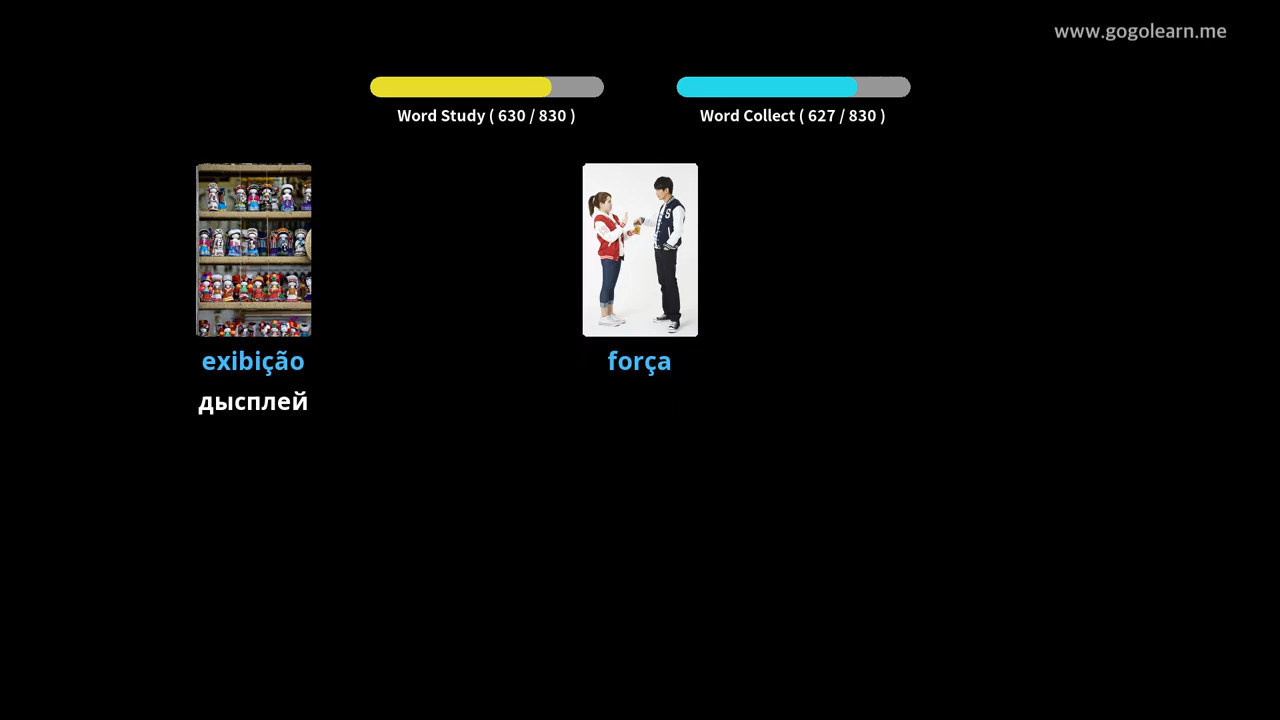 www.gogolearn.me
Word Study ( 630 / 830 )
Word Collect ( 627 / 830 )
exibição
дысплей
força